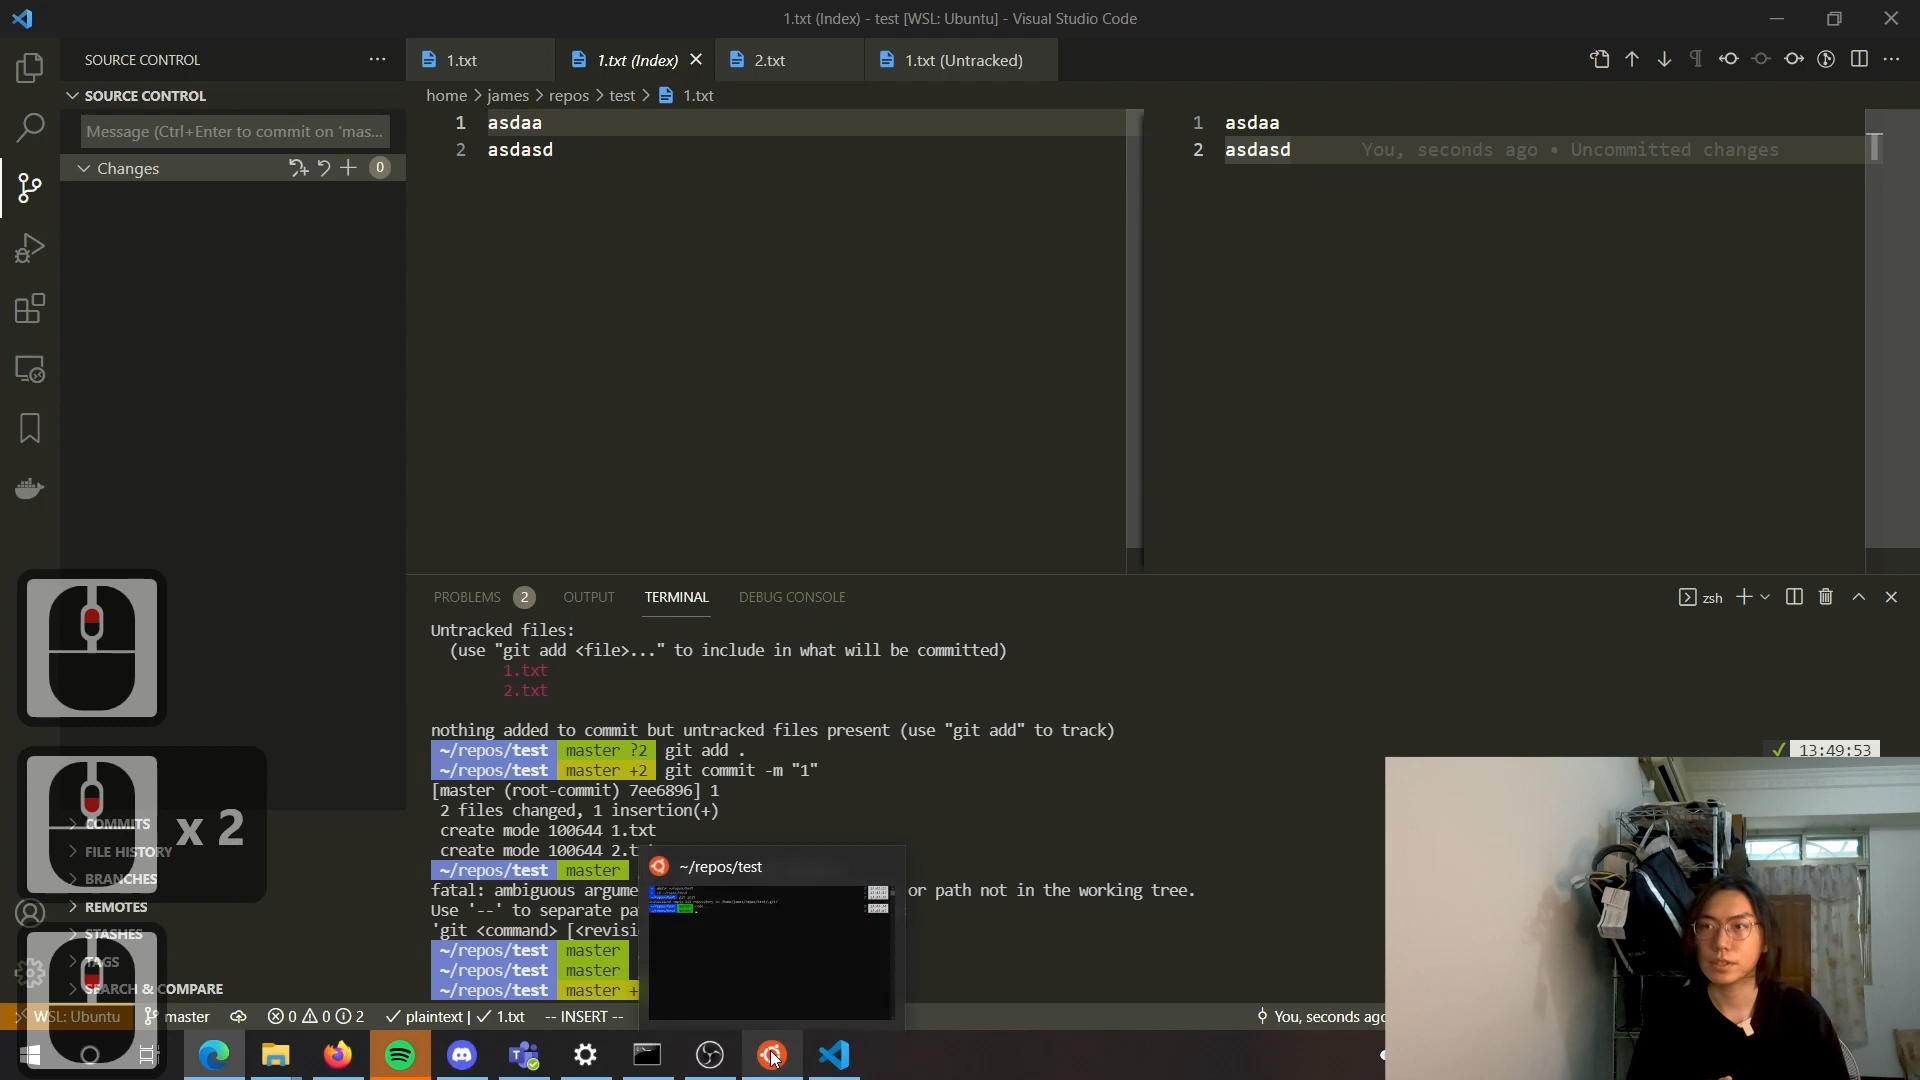 1.txt (Index) - test [WSL: Ubuntu] - Visual Studio Code
SOURCE CONTROL
1.txt
1.txt (Index)
2.txt
1.txt (Untracked)
SOURCE CONTROL
home > james > repos > test > 1.txt
Message (Ctrl+Enter to commit on 'mas...
Changes
0
1 asdaa
2 asdasd
1 asdaa
2 asdasd You, seconds ago • Uncommitted changes
PROBLEMS 2 OUTPUT TERMINAL DEBUG CONSOLE
zsh
Untracked files:
(use "git add <file>..." to include in what will be committed)
1.txt
2.txt
nothing added to commit but untracked files present (use "git add" to track)
~/repos/test master ?2 git add .
✓ 13:49:53
~/repos/test master +2 git commit -m "1"
[master (root-commit) 7ee6896] 1
2 files changed, 1 insertion(+)
create mode 100644 1.txt
create mode 100644 2.t
~/repos/test master
fatal: ambiguous argume
or path not in the working tree.
Use '--' to separate pa
'git <command> [<revisi
~/repos/test master
~/repos/test master
~/repos/test master +
~/repos/test
x 2
COMMITS
FILE HISTORY
BRANCHES
REMOTES
STASHES
TAGS
SEARCH & COMPARE
WSL: Ubuntu
master
0 0 2
plaintext | 1.txt
-- INSERT --
You, seconds ago